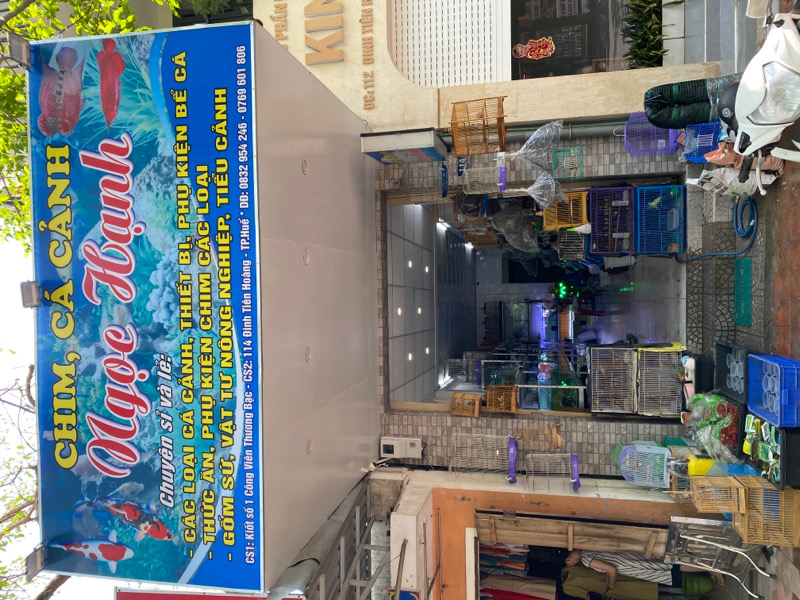 CHIM, CÁ CẢNH
Ngọc Hạnh
Chuyên sỉ và lẻ:
- CÁC LOẠI CÁ CẢNH, THIẾT BỊ, PHỤ KIỆN BỂ CÁ
- THỨC ĂN, PHỤ KIỆN CHIM CÁC LOẠI
- GỐM SỨ, VẬT TƯ NÔNG NGHIỆP, TIỂU CẢNH
CS1: Kiốt số 1 Công Viên Thương Bạc - CS2: 114 Đinh Tiên Hoàng - TP.Huế * DĐ: 0832 954 246 - 0769 601 806
PHẦN
KIN
ĐC: 112 ĐINH TIÊN H